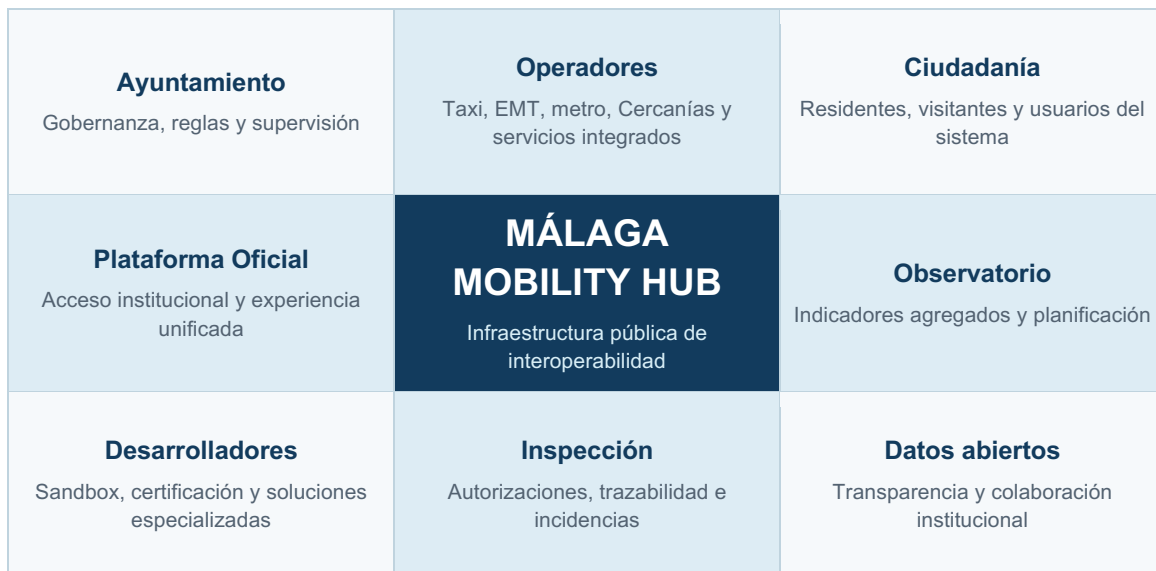 Ayuntamiento
Gobernanza, reglas y supervisión
Operadores
Taxi, EMT, metro, Cercanías y
servicios integrados
Ciudadanía
Residentes, visitantes y usuarios del
sistema
Plataforma Oficial
Acceso institucional y experiencia
unificada
MÁLAGA
MOBILITY HUB
Infraestructura pública de
interoperabilidad
Observatorio
Indicadores agregados y planificación
Desarrolladores
Sandbox, certificación y soluciones
especializadas
Inspección
Autorizaciones, trazabilidad e
incidencias
Datos abiertos
Transparencia y colaboración
institucional